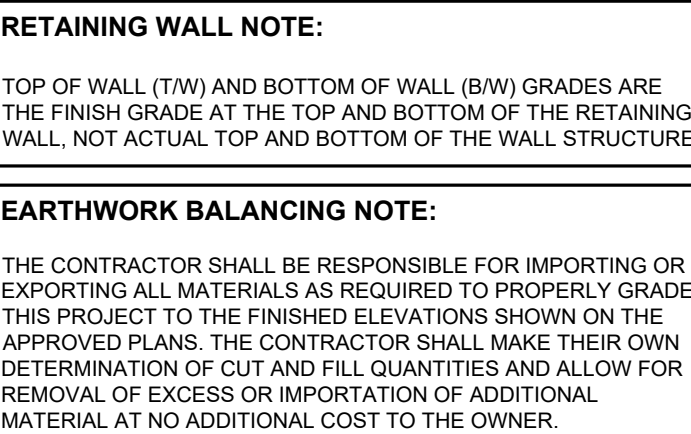 RETAINING WALL NOTE:
TOP OF WALL (T/W) AND BOTTOM OF WALL (B/W) GRADES ARE
THE FINISH GRADE AT THE TOP AND BOTTOM OF THE RETAINING
WALL, NOT ACTUAL TOP AND BOTTOM OF THE WALL STRUCTURE
EARTHWORK BALANCING NOTE:
THE CONTRACTOR SHALL BE RESPONSIBLE FOR IMPORTING OR
EXPORTING ALL MATERIALS AS REQUIRED TO PROPERLY GRADE
THIS PROJECT TO THE FINISHED ELEVATIONS SHOWN ON THE
APPROVED PLANS. THE CONTRACTOR SHALL MAKE THEIR OWN
DETERMINATION OF CUT AND FILL QUANTITIES AND ALLOW FOR
REMOVAL OF EXCESS OR IMPORTATION OF ADDITIONAL
MATERIAL AT NO ADDITIONAL COST TO THE OWNER.